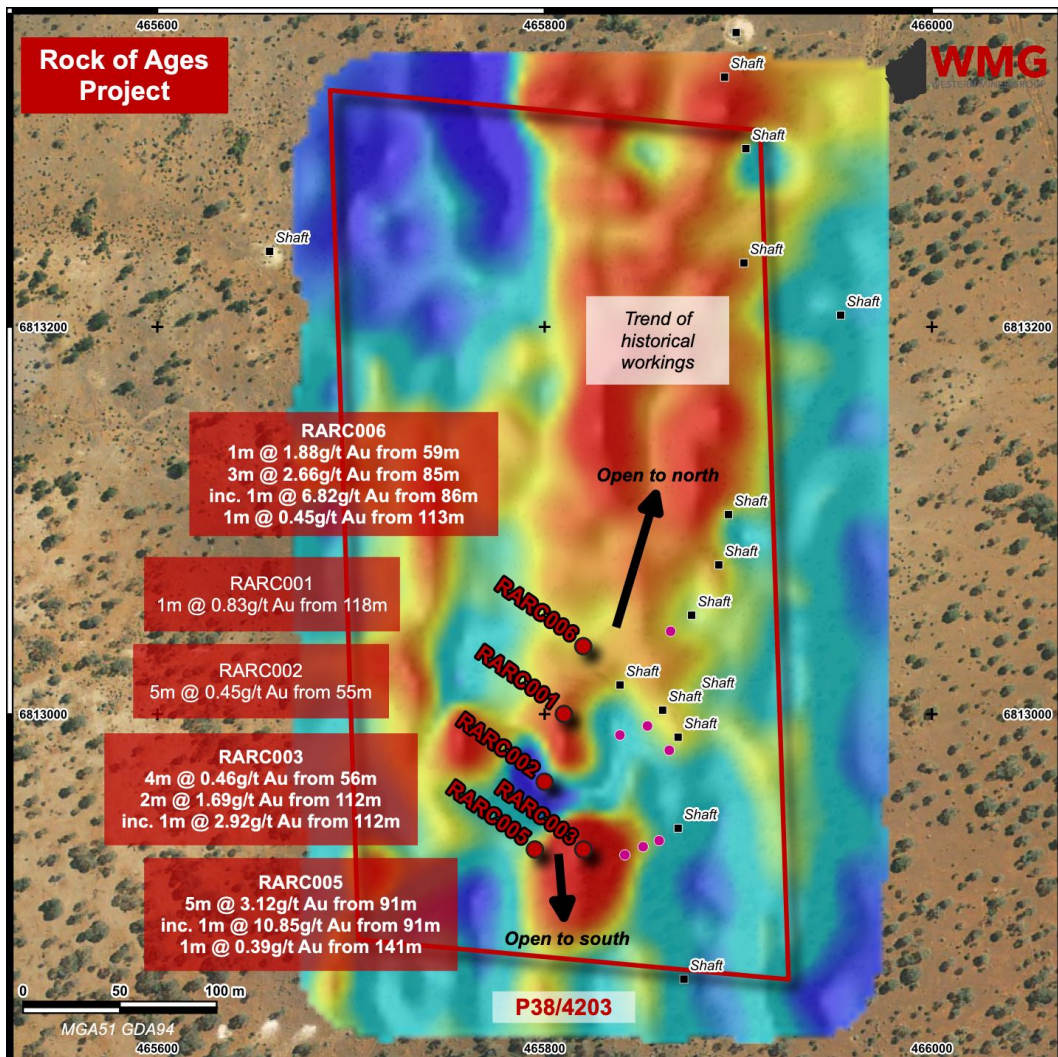 465600
465800
466000
Rock of Ages
Project
WMG
WESTERN MINES GROUP
Shaft
Shaft
Shaft
Shaft
Shaft
6813200
6813200
Trend of
historical
workings
RARC006
1m @ 1.88g/t Au from 59m
3m @ 2.66g/t Au from 85m
inc. 1m @ 6.82g/t Au from 86m
1m @ 0.45g/t Au from 113m
Open to north
Shaft
Shaft
RARC001
1m @ 0.83g/t Au from 118m
RARC006
Shaft
RARC002
5m @ 0.45g/t Au from 55m
RARC001
Shaft
Shaft
Shaft
6813000
6813000
Shaft
RARC002
RARC003
4m @ 0.46g/t Au from 56m
2m @ 1.69g/t Au from 112m
inc. 1m @ 2.92g/t Au from 112m
RARC003
RARC005
Shaft
RARC005
5m @ 3.12g/t Au from 91m
inc. 1m @ 10.85g/t Au from 91m
1m @ 0.39g/t Au from 141m
Open to south
Shaft
0 50 100 m
MGA51 GDA94
P38/4203
465600
465800
466000